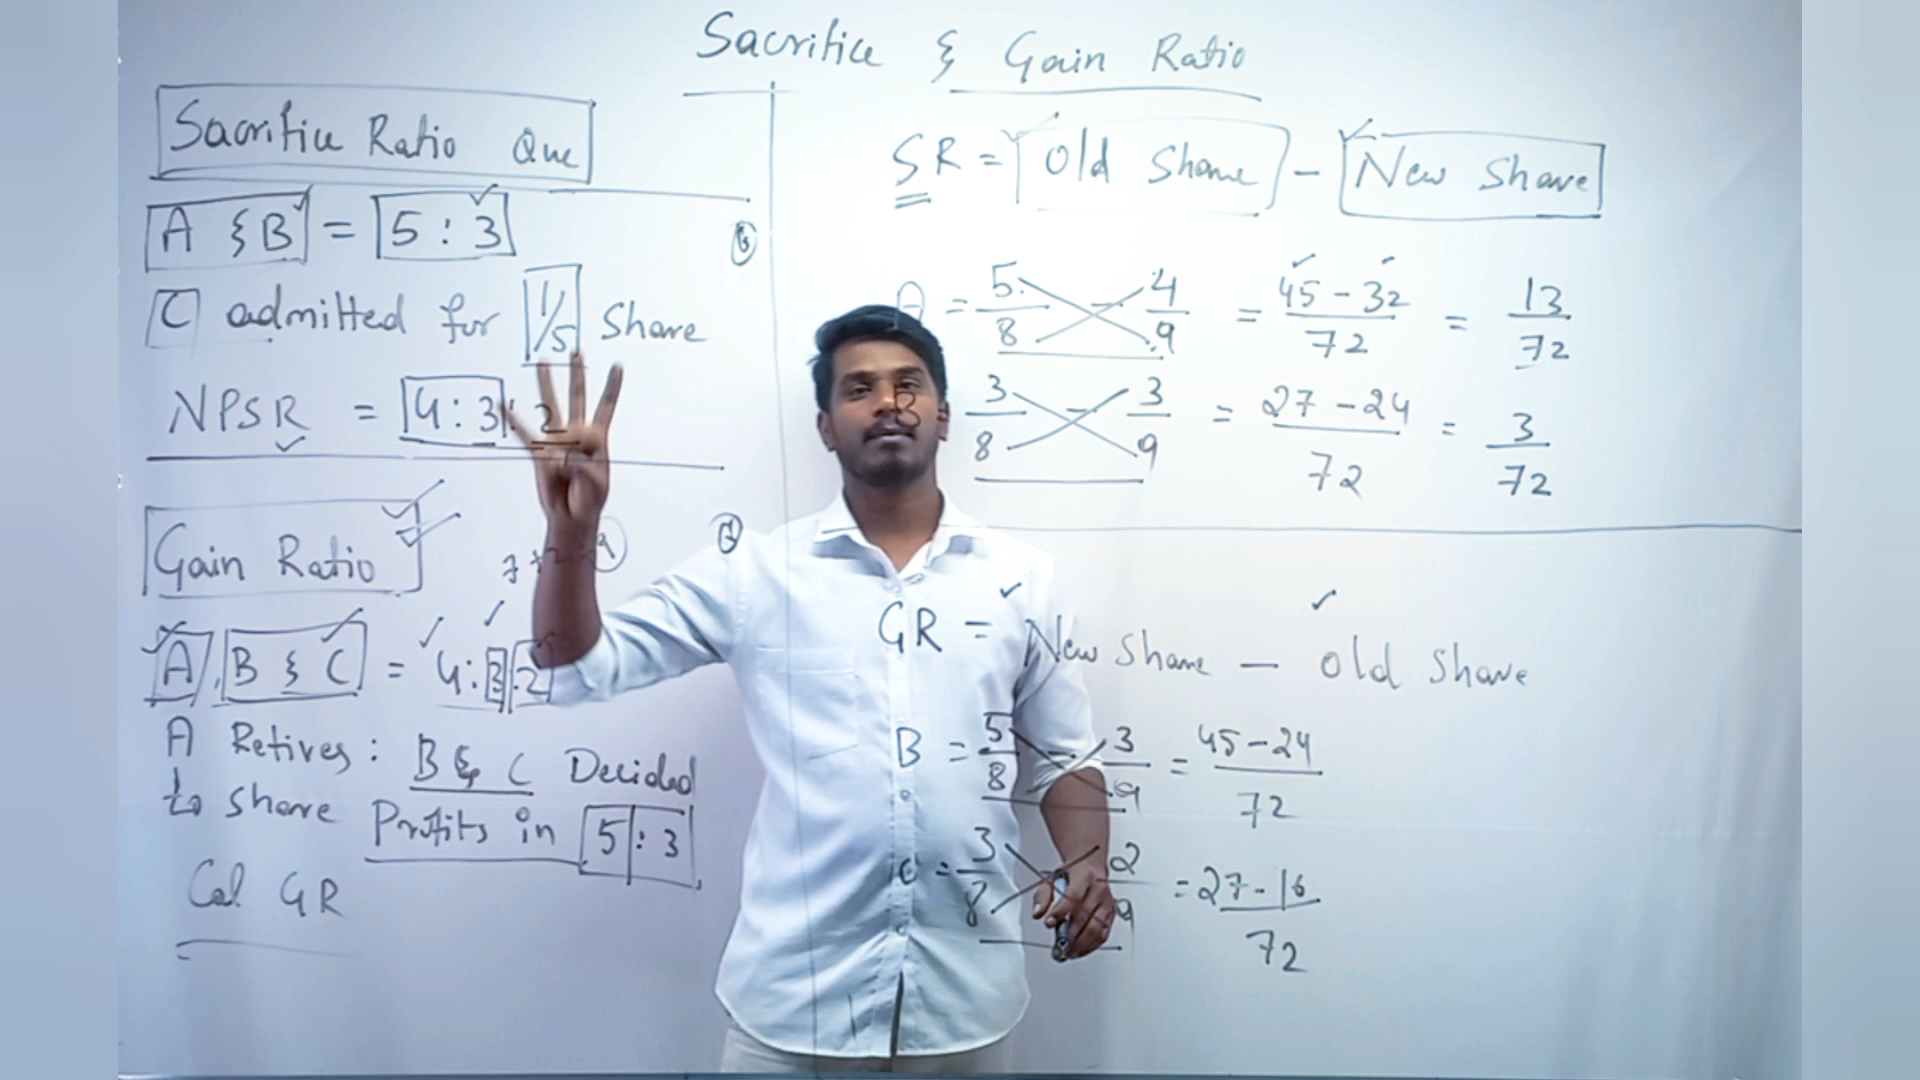 Sacrifice & Gain Ratio
Sacrifice Ratio Que
A & B = 5 : 3
C admitted for 1/5 Share
NPSR = 4 : 3 : 2
SR = Old Share - New Share
A = 5/8 - 4/9 = 45 - 32/72 = 13/72
B = 3/8 - 3/9 = 27 - 24/72 = 3/72
Gain Ratio
A, B & C = 4 : 3 : 2
A Retires : B & C Decided
to share Profits in 5 : 3
Cal GR
GR = New Share - Old Share
B = 5/8 - 3/9 = 45 - 24/72
C = 3/8 - 2/9 = 27 - 16/72